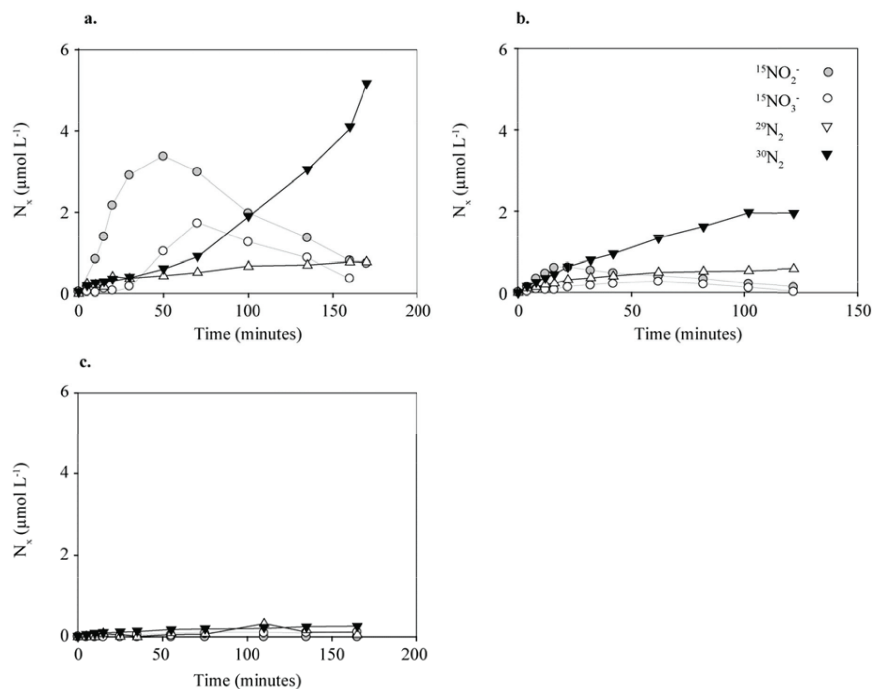 a.
6
4
2
0
Nₓ (µmol L⁻¹)
0 50 100 150 200
Time (minutes)
b.
6
4
2
0
Nₓ (µmol L⁻¹)
¹⁵NO₂⁻
¹⁵NO₃⁻
²⁹N₂
³⁰N₂
0 50 100 150
Time (minutes)
c.
6
4
2
0
Nₓ (µmol L⁻¹)
0 50 100 150 200
Time (minutes)